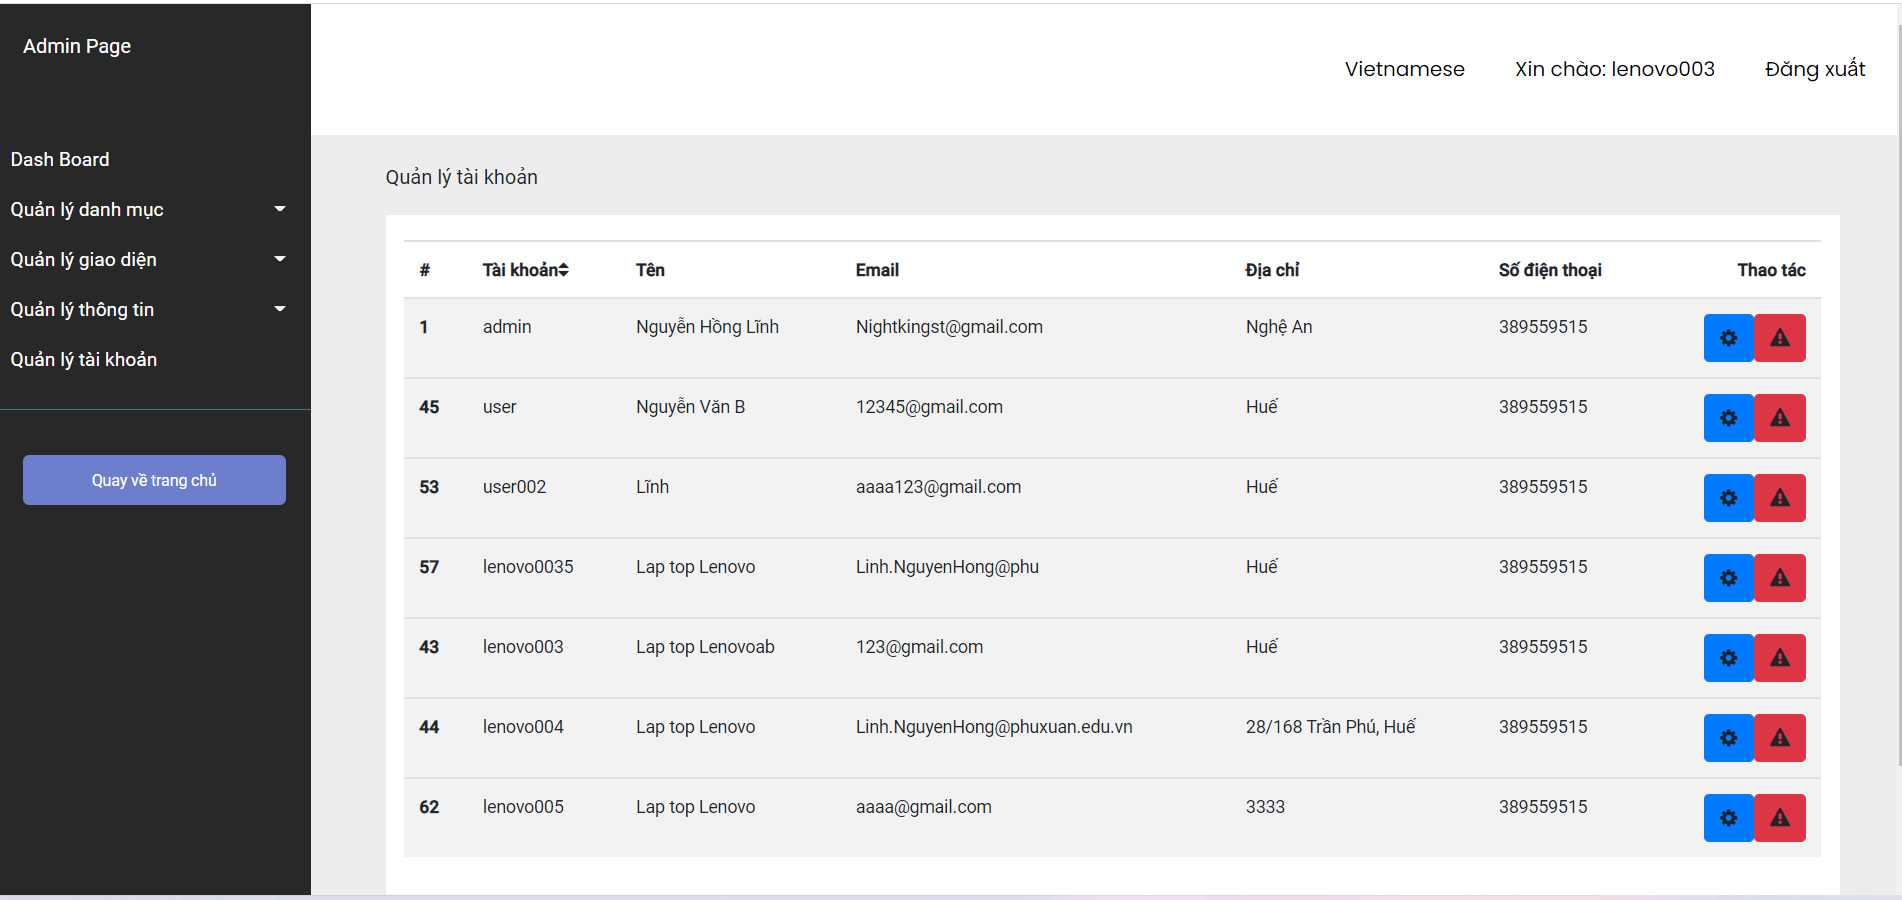 Admin Page
Vietnamese Xin chào: lenovo003 Đăng xuất
Dash Board
Quản lý danh mục
Quản lý giao diện
Quản lý thông tin
Quản lý tài khoản
Quay về trang chủ
Quản lý tài khoản
# Tài khoản Tên Email Địa chỉ Số điện thoại Thao tác
1 admin Nguyễn Hồng Lĩnh Nightkingst@gmail.com Nghệ An 389559515
45 user Nguyễn Văn B 12345@gmail.com Huế 389559515
53 user002 Lĩnh aaaa123@gmail.com Huế 389559515
57 lenovo0035 Lap top Lenovo Linh.NguyenHong@phu Huế 389559515
43 lenovo003 Lap top Lenovoab 123@gmail.com Huế 389559515
44 lenovo004 Lap top Lenovo Linh.NguyenHong@phuxuan.edu.vn 28/168 Trần Phú, Huế 389559515
62 lenovo005 Lap top Lenovo aaaa@gmail.com 3333 389559515